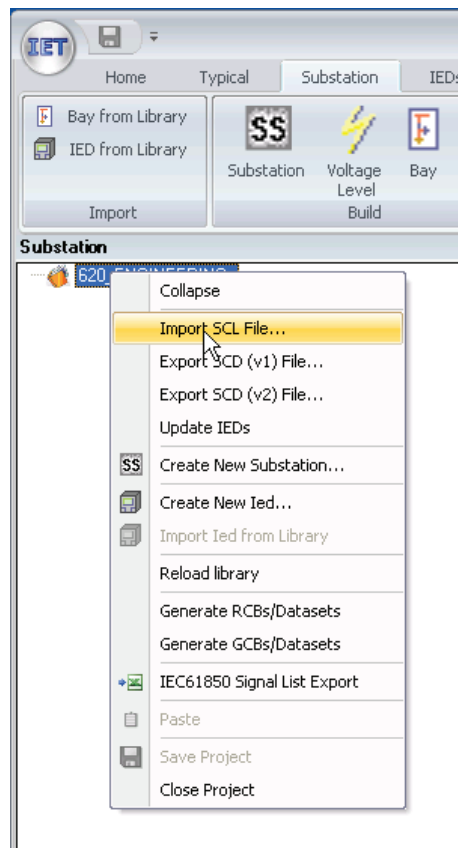 IET
Home Typical Substation IEDs
Bay from Library
IED from Library
Import
Substation
Voltage Level
Bay
Build
Substation
620_ENGINEERING
Collapse
Import SCL File...
Export SCD (v1) File...
Export SCD (v2) File...
Update IEDs
SS Create New Substation...
Create New Ied...
Import Ied from Library
Reload library
Generate RCBs/Datasets
Generate GCBs/Datasets
IEC61850 Signal List Export
Paste
Save Project
Close Project